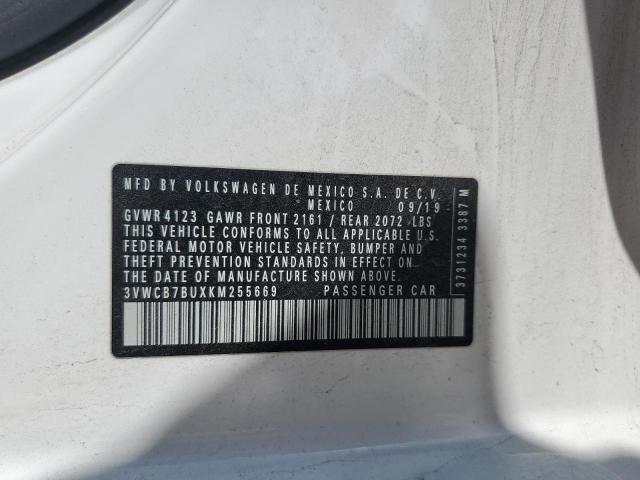 MFD BY VOLKSWAGEN DE MEXICO S.A. DE C.V.
MEXICO 09/19
GVWR 4123 GAWR FRONT 2161 / REAR 2072 LBS
THIS VEHICLE CONFORMS TO ALL APPLICABLE U.S.
FEDERAL MOTOR VEHICLE SAFETY, BUMPER AND
THEFT PREVENTION STANDARDS IN EFFECT ON
THE DATE OF MANUFACTURE SHOWN ABOVE.
3VWCB7BUXKM255669 PASSENGER CAR
3731234 3387 M